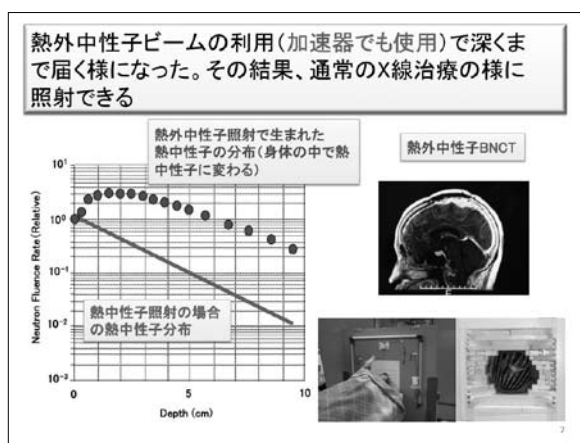 熱外中性子ビームの利用(加速器でも使用)で深くま
で届く様になった。その結果、通常のX線治療の様に
照射できる
熱外中性子照射で生まれた
熱中性子の分布(身体の中で熱
中性子に変わる)
熱外中性子BNCT
Neutron Fluence Rate (Relative)
10¹
10⁰
10⁻¹
10⁻²
10⁻³
熱中性子照射の場合
の熱中性子分布
0
5
10
Depth (cm)
7